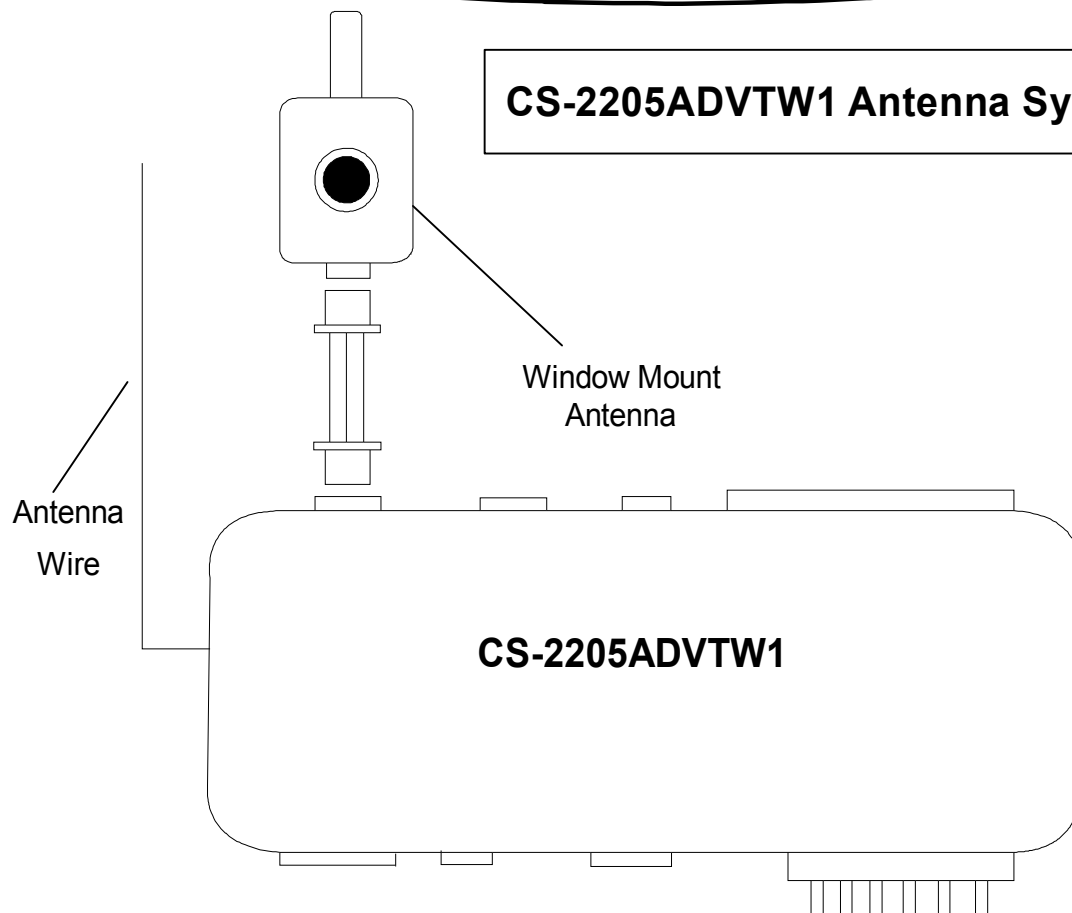 CS-2205ADVTW1 Antenna Sy
Window Mount
Antenna
Antenna
Wire
CS-2205ADVTW1